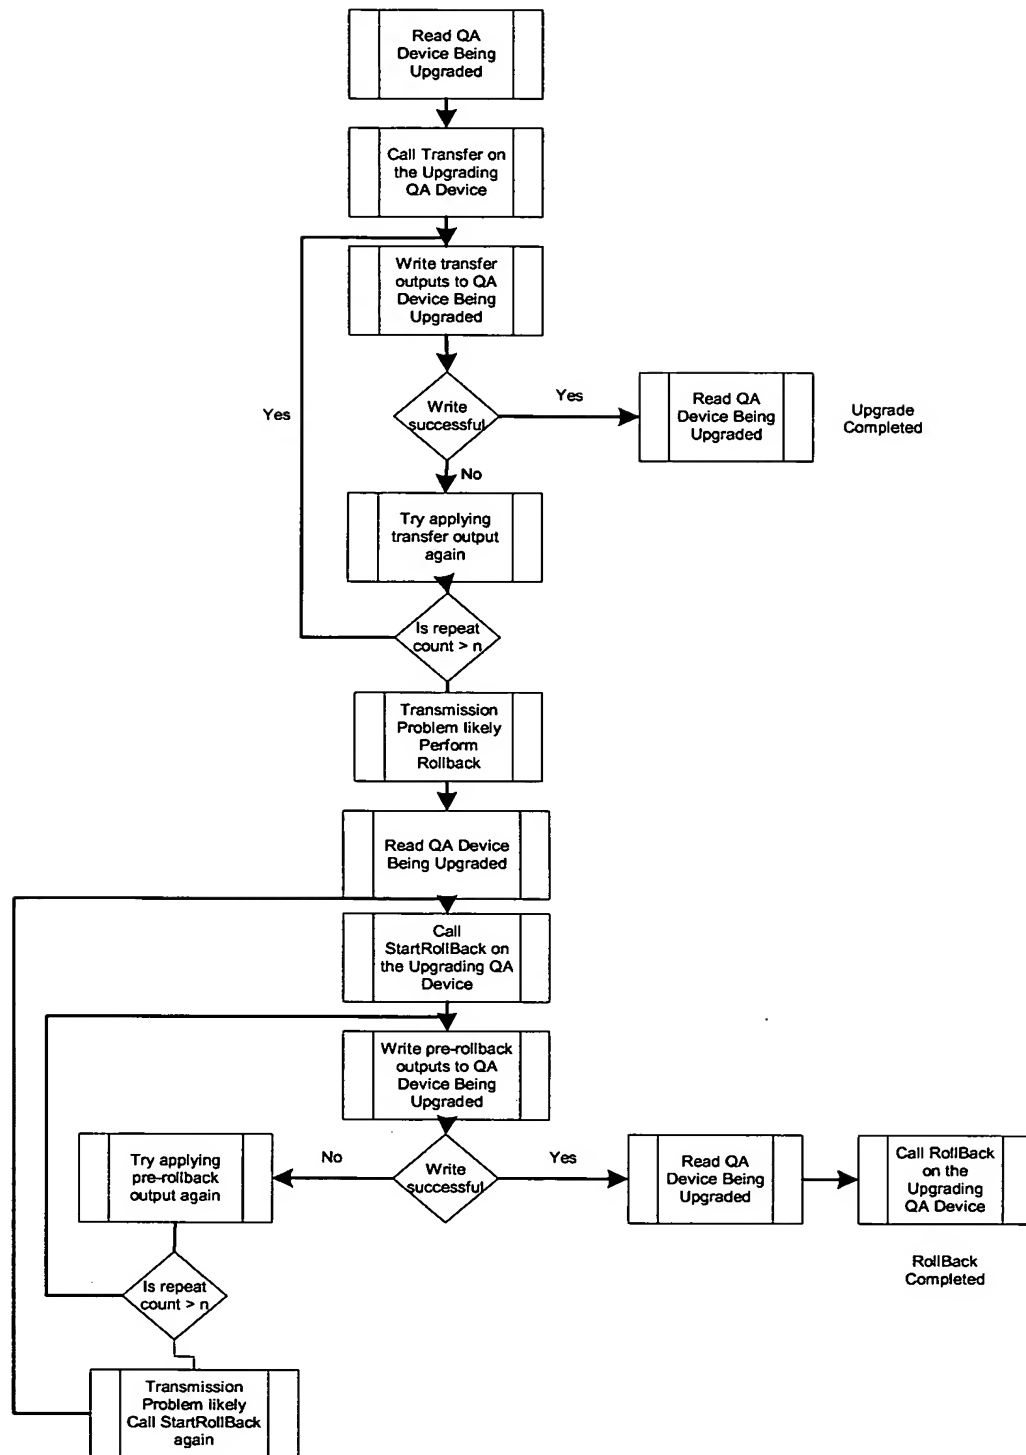 Read QA
Device Being
Upgraded
Call Transfer on
the Upgrading
QA Device
Write transfer
outputs to QA
Device Being
Upgraded
Yes
Write
successful
Yes
Read QA
Device Being
Upgraded
Upgrade
Completed
No
Try applying
transfer output
again
Is repeat
count > n
Transmission
Problem likely
Perform
Rollback
Read QA Device
Being Upgraded
Call
StartRollBack on
the Upgrading QA
Device
Write pre-rollback
outputs to QA
Device Being
Upgraded
Try applying
pre-rollback
output again
No
Write
successful
Yes
Read QA
Device Being
Upgraded
Call RollBack
on the
Upgrading
QA Device
RollBack
Completed
Is repeat
count > n
Transmission
Problem likely
Call StartRollBack
again